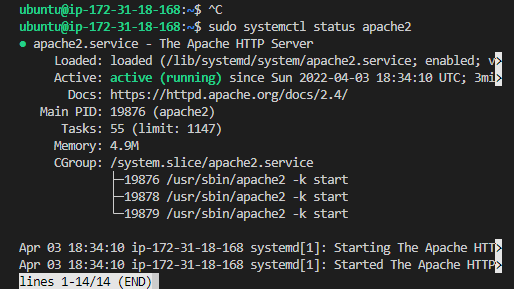 ubuntu@ip-172-31-18-168:~$ ^C
ubuntu@ip-172-31-18-168:~$ sudo systemctl status apache2
● apache2.service - The Apache HTTP Server
     Loaded: loaded (/lib/systemd/system/apache2.service; enabled; v>
     Active: active (running) since Sun 2022-04-03 18:34:10 UTC; 3mi>
       Docs: https://httpd.apache.org/docs/2.4/
   Main PID: 19876 (apache2)
      Tasks: 55 (limit: 1147)
     Memory: 4.9M
     CGroup: /system.slice/apache2.service
             ├─19876 /usr/sbin/apache2 -k start
             ├─19878 /usr/sbin/apache2 -k start
             └─19879 /usr/sbin/apache2 -k start
Apr 03 18:34:10 ip-172-31-18-168 systemd[1]: Starting The Apache HTT>
Apr 03 18:34:10 ip-172-31-18-168 systemd[1]: Started The Apache HTTP>
lines 1-14/14 (END)